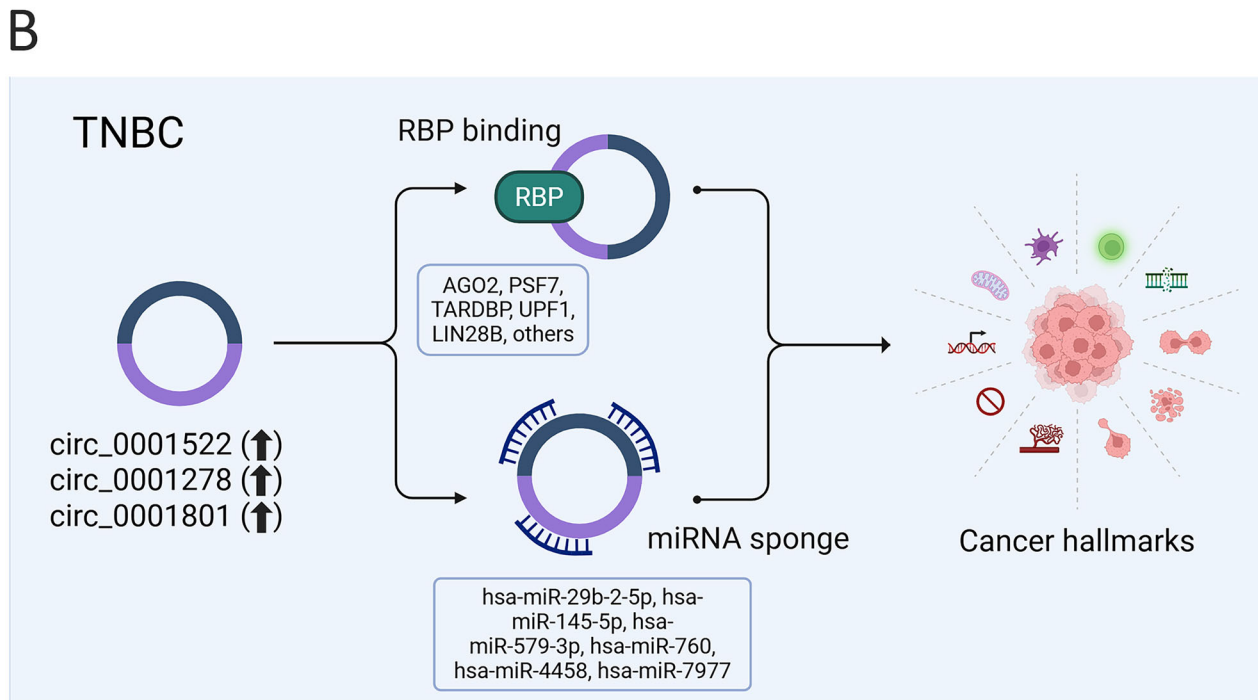 B
TNBC
RBP binding
RBP
AGO2, PSF7,
TARDBP, UPF1,
LIN28B, others
circ_0001522 (⬆)
circ_0001278 (⬆)
circ_0001801 (⬆)
miRNA sponge
hsa-miR-29b-2-5p, hsa-
miR-145-5p, hsa-
miR-579-3p, hsa-miR-760,
hsa-miR-4458, hsa-miR-7977
Cancer hallmarks